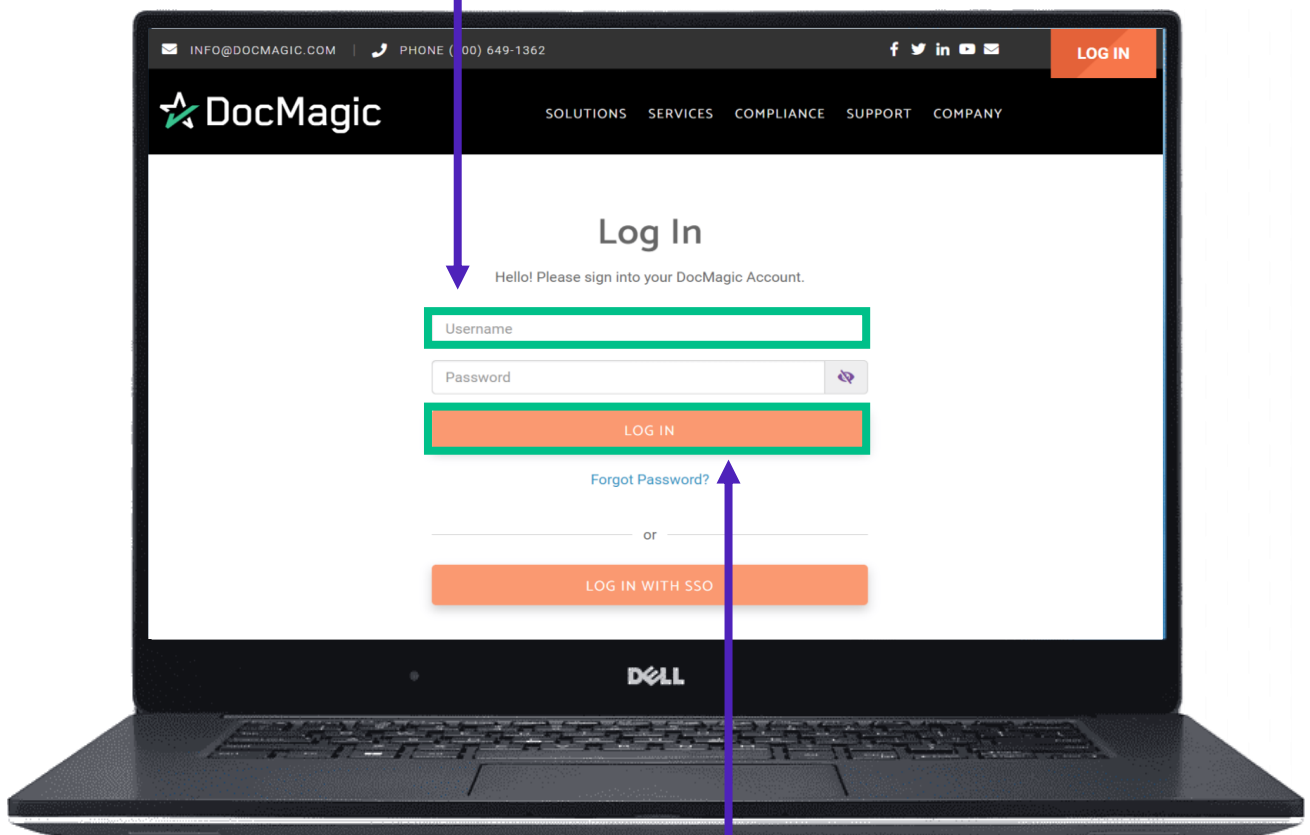 INFO@DOCMAGIC.COM | PHONE ( 00) 649-1362
LOG IN
DocMagic
SOLUTIONS SERVICES COMPLIANCE SUPPORT COMPANY
Log In
Hello! Please sign into your DocMagic Account.
Username
Password
LOG IN
Forgot Password?
or
LOG IN WITH SSO
DELL